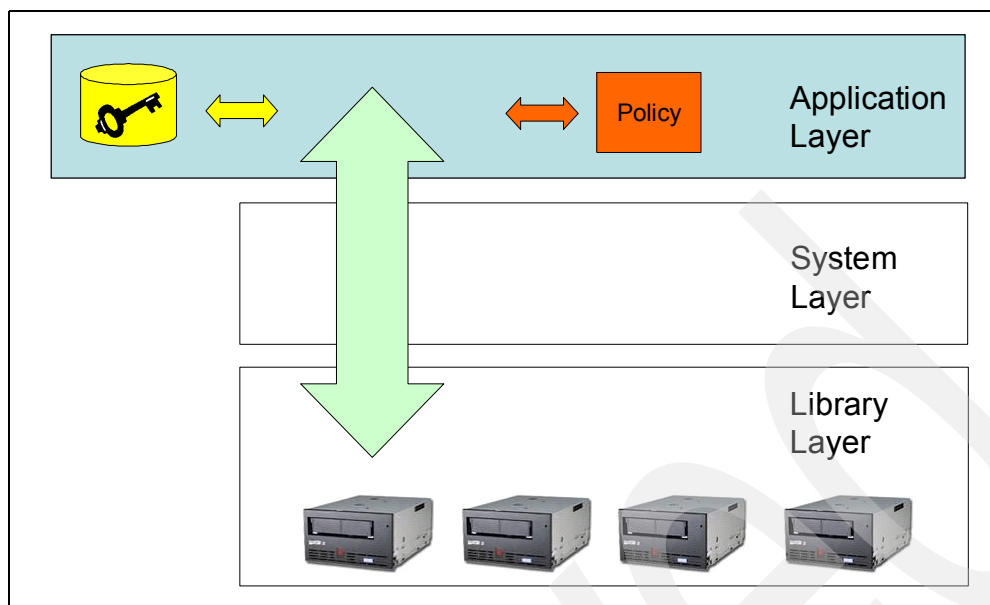 Policy
Application
Layer
System
Layer
Library
Layer